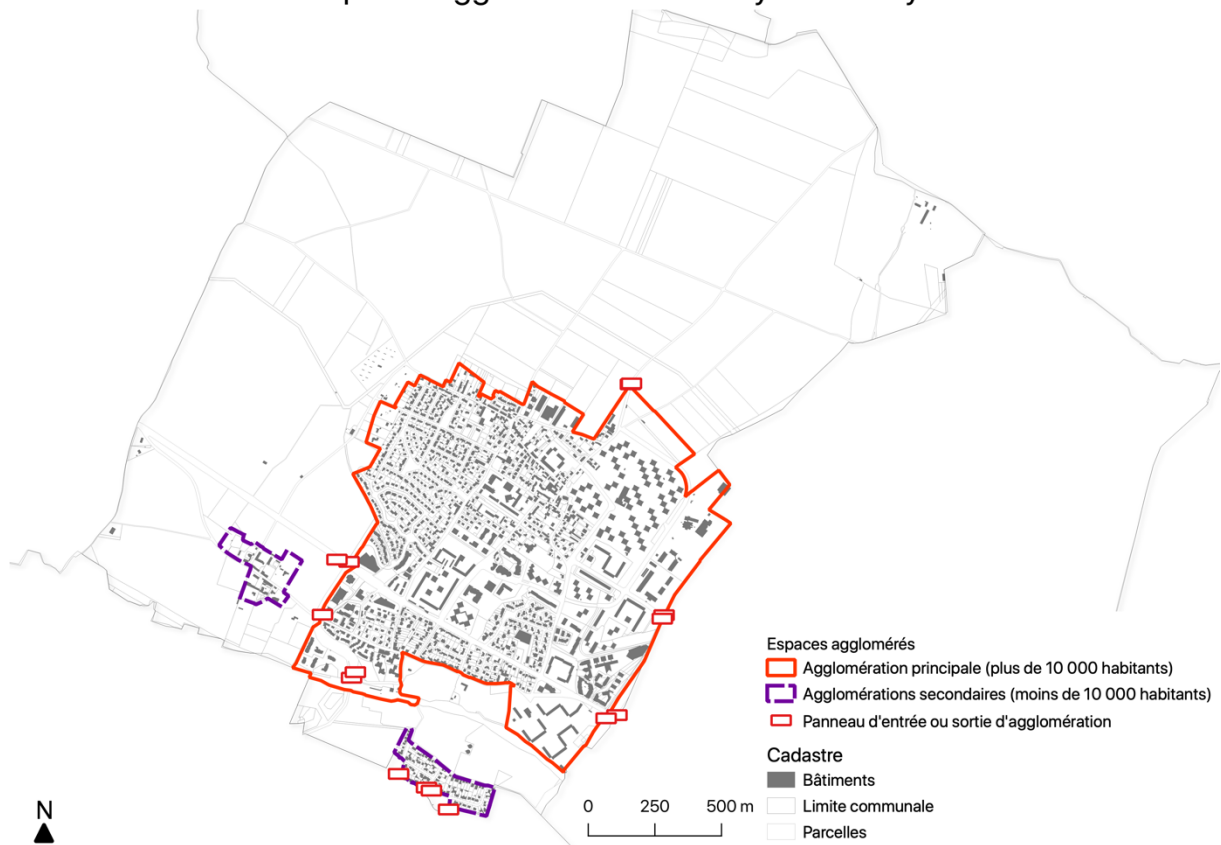 Espaces agglomérés
Agglomération principale (plus de 10 000 habitants)
Agglomérations secondaires (moins de 10 000 habitants)
Panneau d'entrée ou sortie d'agglomération
Cadastre
Bâtiments
Limite communale
Parcelles
0 250 500 m
N